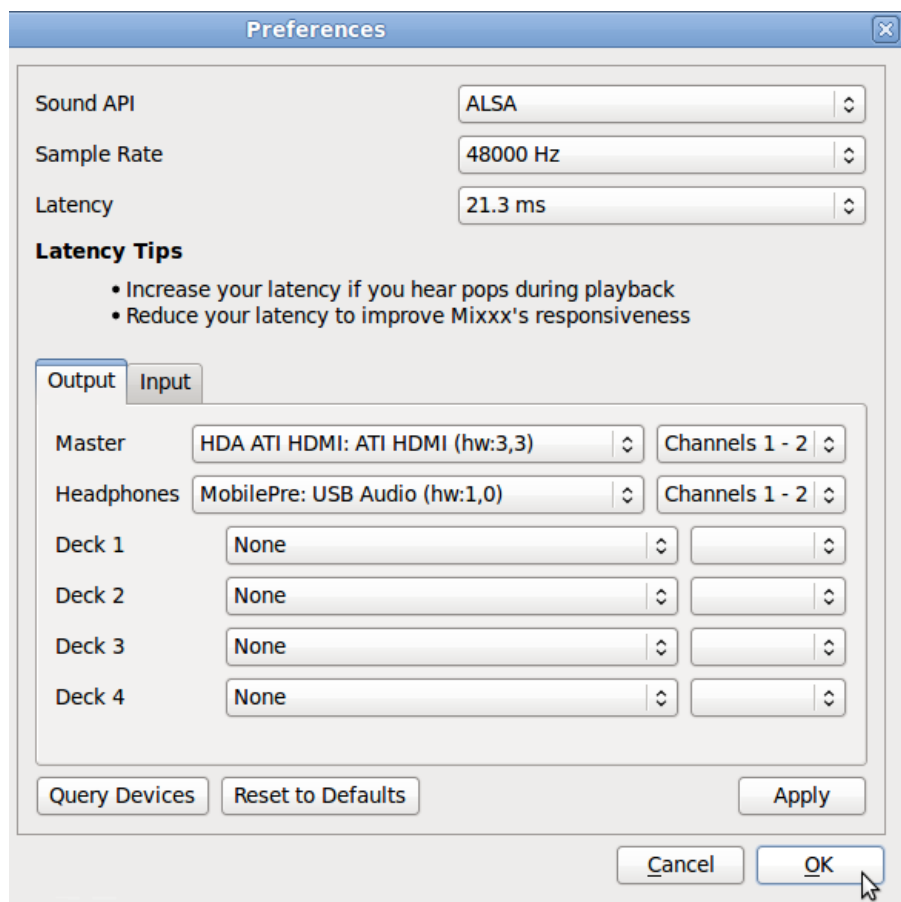 Preferences
Sound API ALSA
Sample Rate 48000 Hz
Latency 21.3 ms
Latency Tips
• Increase your latency if you hear pops during playback
• Reduce your latency to improve Mixxx's responsiveness
Output Input
Master HDA ATI HDMI: ATI HDMI (hw:3,3) Channels 1 - 2
Headphones MobilePre: USB Audio (hw:1,0) Channels 1 - 2
Deck 1 None
Deck 2 None
Deck 3 None
Deck 4 None
Query Devices Reset to Defaults Apply
Cancel OK